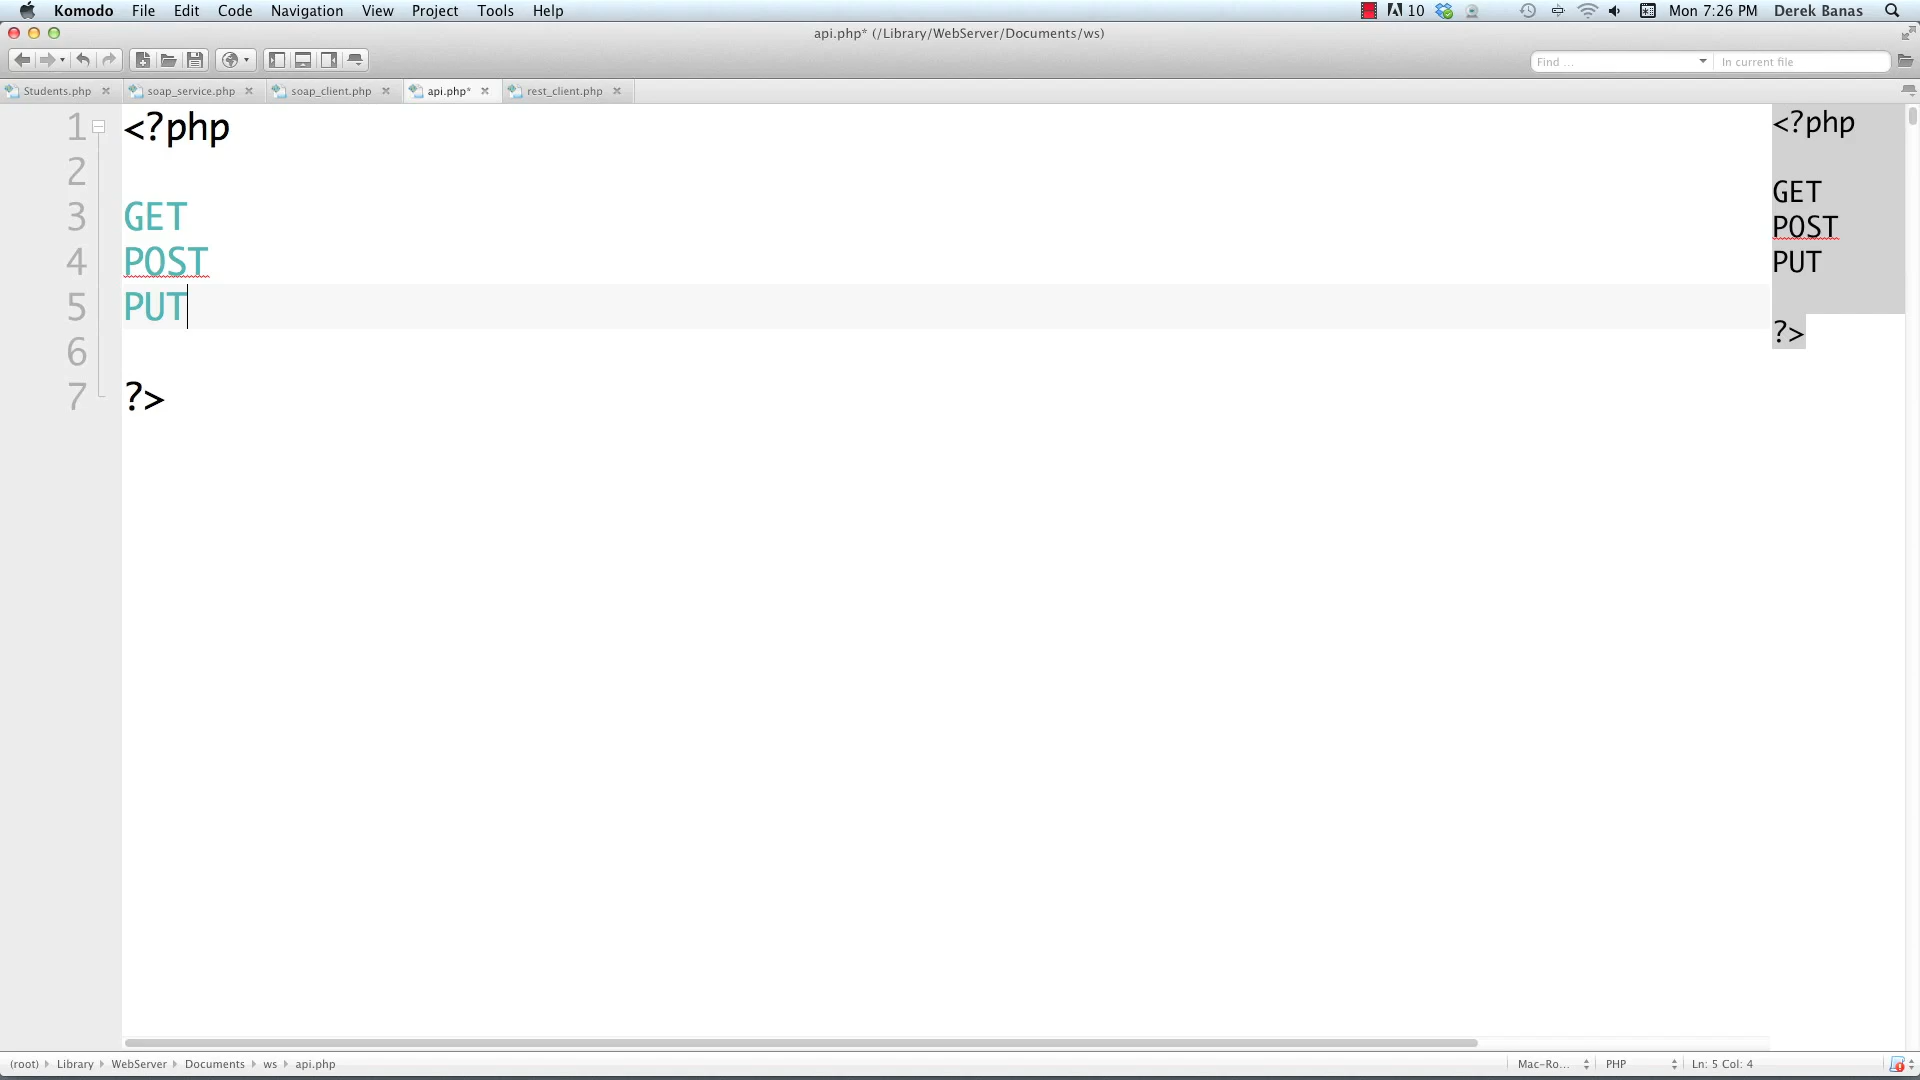 Komodo File Edit Code Navigation View Project Tools Help 10 Mon 7:26 PM Derek Banas
api.php* (/Library/WebServer/Documents/ws)
Find ... In current file
Students.php soap_service.php soap_client.php api.php* rest_client.php
1 <?php
2
3 GET
4 POST
5 PUT
6
7 ?>
<?php
GET
POST
PUT
?>
(root) Library WebServer Documents ws api.php Mac-Ro... PHP Ln: 5 Col: 4